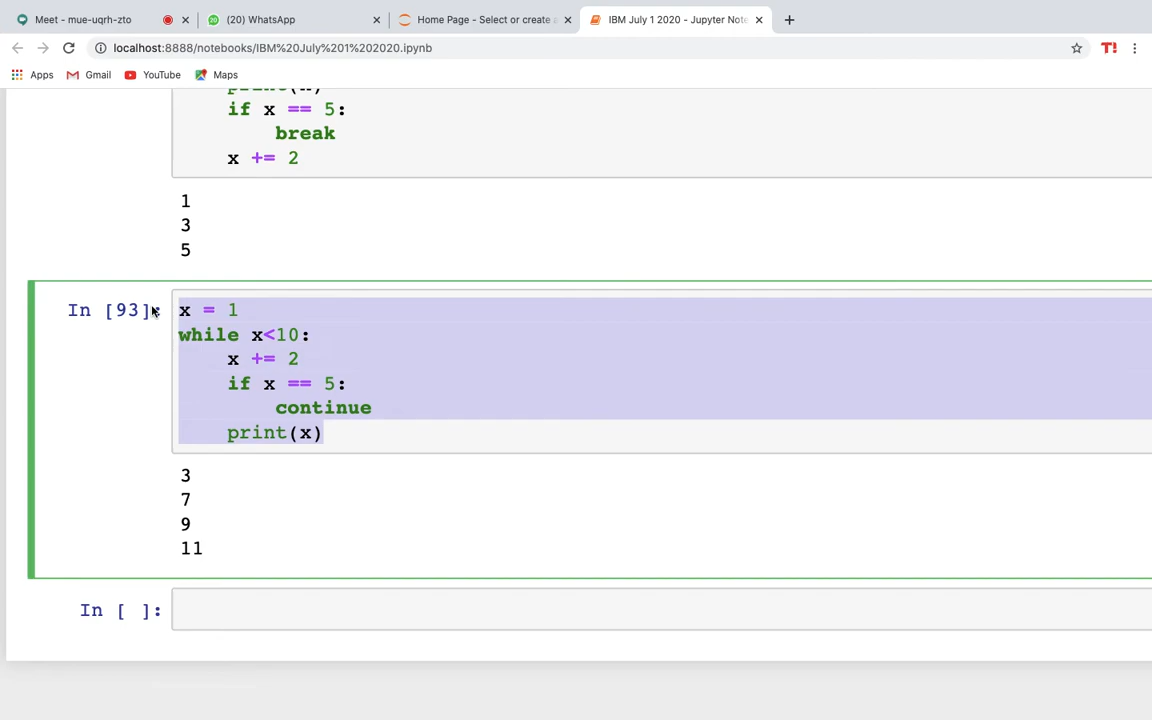 Meet - mue-uqrh-zto
(20) WhatsApp
Home Page - Select or create a
IBM July 1 2020 - Jupyter Note
localhost:8888/notebooks/IBM%20July%201%202020.ipynb
T!
Apps
Gmail
YouTube
Maps
print(x)
if x == 5:
break
x += 2
1
3
5
In [93]:
x = 1
while x<10:
x += 2
if x == 5:
continue
print(x)
3
7
9
11
In [ ]: